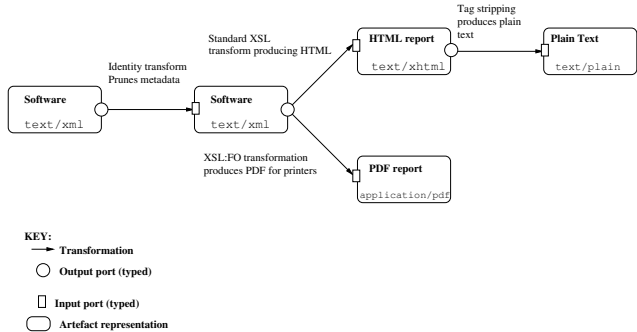 Tag stripping
produces plain
text
Standard XSL
transform producing HTML
HTML report
text/xhtml
Plain Text
text/plain
Identity transform
Prunes metadata
Software
text/xml
Software
text/xml
XSL:FO transformation
produces PDF for printers
PDF report
application/pdf
KEY:
Transformation
Output port (typed)
Input port (typed)
Artefact representation